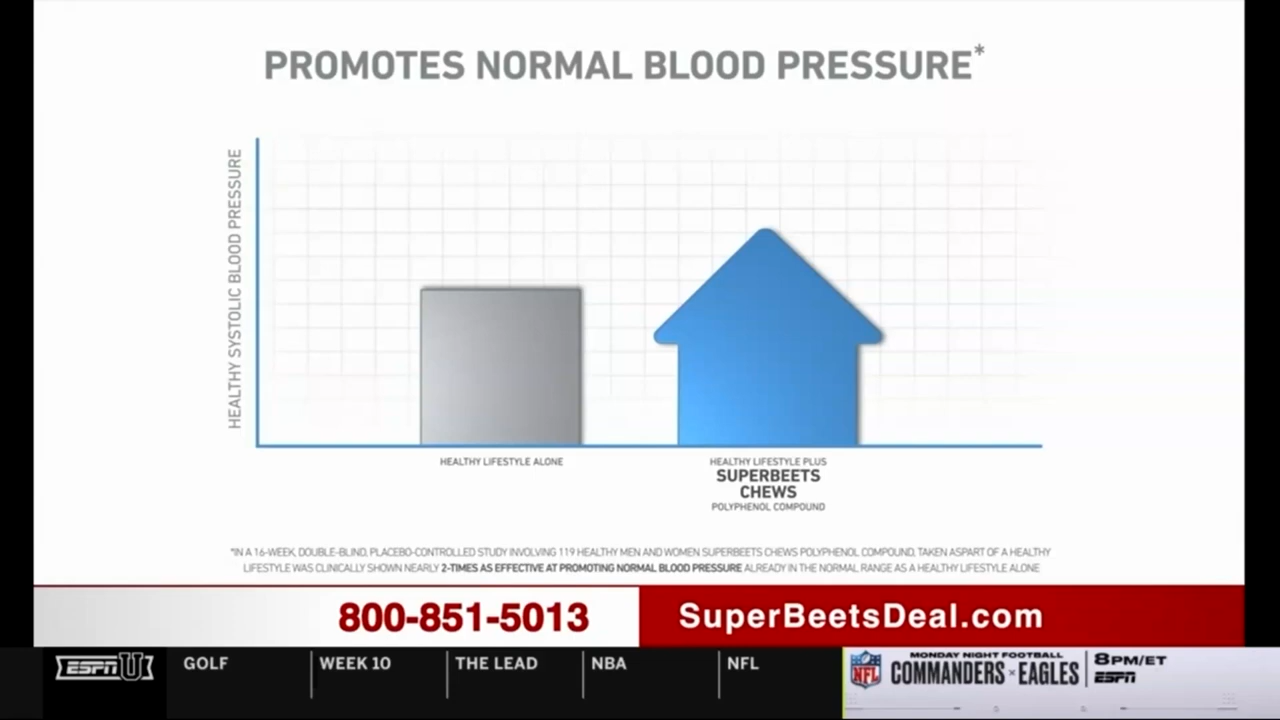 PROMOTES NORMAL BLOOD PRESSURE*
HEALTHY SYSTOLIC BLOOD PRESSURE
HEALTHY LIFESTYLE ALONE
HEALTHY LIFESTYLE PLUS
SUPERBEETS
CHEWS
POLYPHENOL COMPOUND
*IN A 16-WEEK, DOUBLE-BLIND, PLACEBO-CONTROLLED STUDY INVOLVING 119 HEALTHY MEN AND WOMEN SUPERBEETS CHEWS POLYPHENOL COMPOUND, TAKEN ASPART OF A HEALTHY
LIFESTYLE WAS CLINICALLY SHOWN NEARLY 2-TIMES AS EFFECTIVE AT PROMOTING NORMAL BLOOD PRESSURE ALREADY IN THE NORMAL RANGE AS A HEALTHY LIFESTYLE ALONE
800-851-5013
SuperBeetsDeal.com
ESPNU
GOLF
WEEK 10
THE LEAD
NBA
NFL
NFL
MONDAY NIGHT FOOTBALL
COMMANDERS × EAGLES
8PM/ET
ESPN